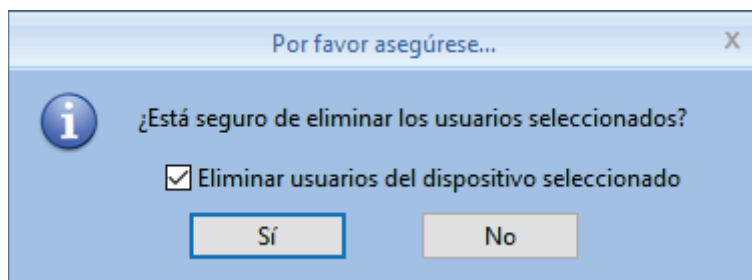 Por favor asegúrese...
X
¿Está seguro de eliminar los usuarios seleccionados?
Eliminar usuarios del dispositivo seleccionado
Sí No